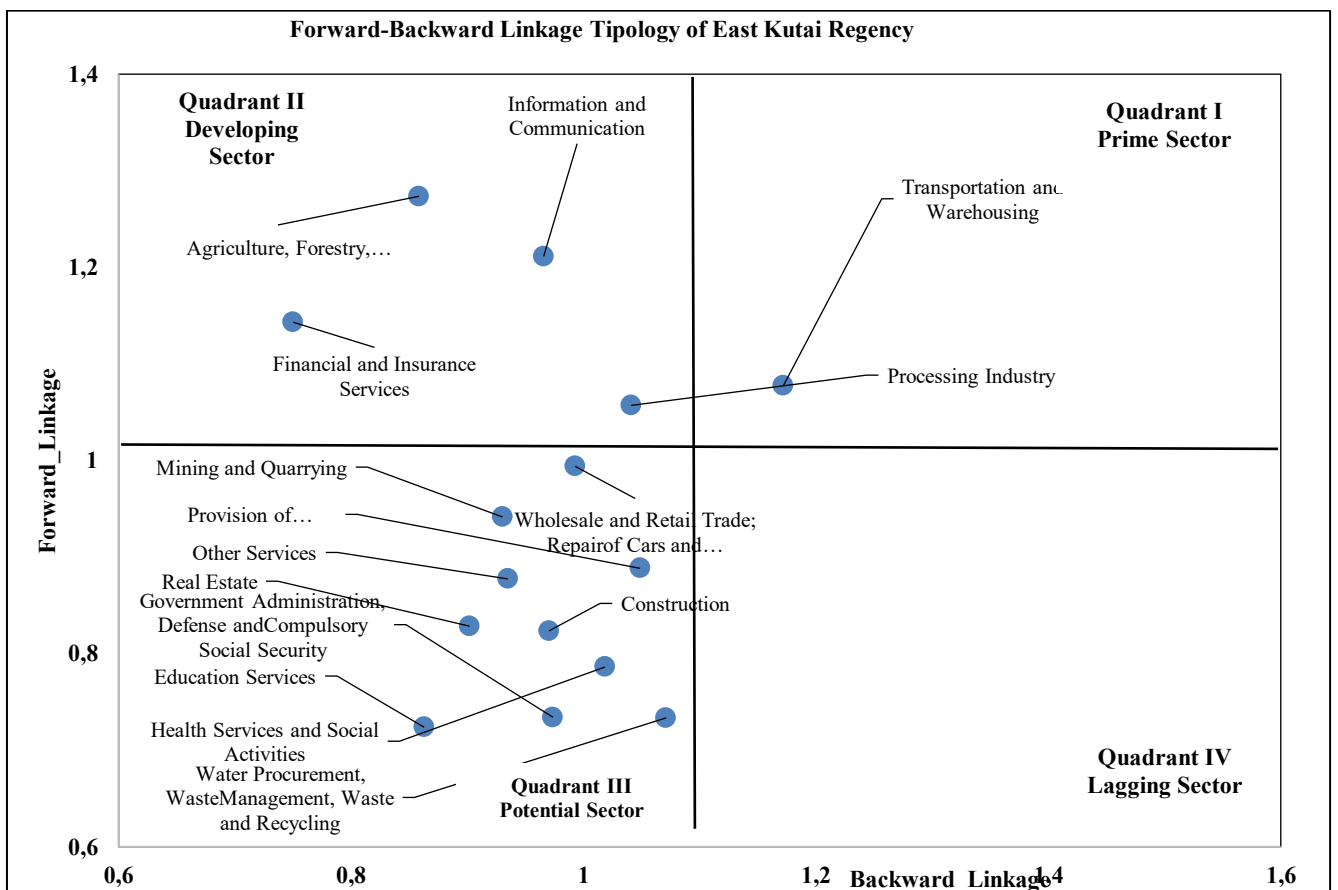 Forward-Backward Linkage Tipology of East Kutai Regency
1,4
1,2
1
0,8
0,6
Forward_Linkage
Quadrant II
Developing
Sector
Information and
Communication
Quadrant I
Prime Sector
Transportation and
Warehousing
Agriculture, Forestry,…
Financial and Insurance
Services
Processing Industry
Mining and Quarrying
Provision of…
Wholesale and Retail Trade;
Repairof Cars and…
Other Services
Real Estate
Government Administration,
Defense andCompulsory
Social Security
Construction
Education Services
Health Services and Social
Activities
Water Procurement,
WasteManagement, Waste
and Recycling
Quadrant III
Potential Sector
Quadrant IV
Lagging Sector
0,6
0,8
1
1,2
1,4
1,6
Backward_Linkage